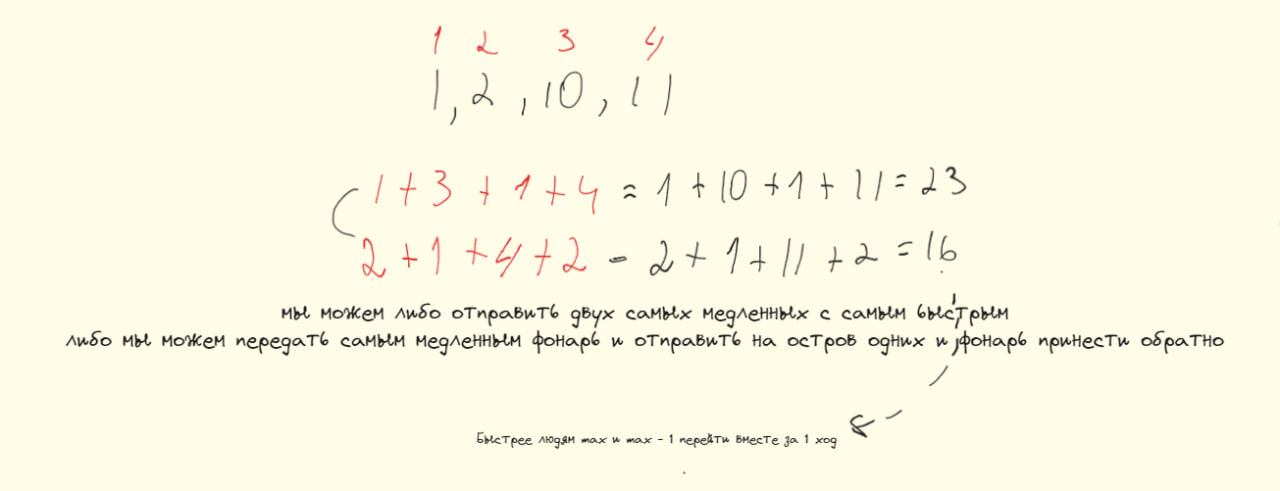 1 2 3 4
1, 2, 10, 11
1 + 3 + 1 + 4 = 1 + 10 + 1 + 11 = 23
2 + 1 + 4 + 2 - 2 + 1 + 11 + 2 = 16
мы можем либо отправить двух самых медленных с самым быстрым
либо мы можем передать самым медленным фонарь и отправить на остров одних и фонарь принести обратно
Быстрее людям max и max - 1 перейти вместе за 1 ход